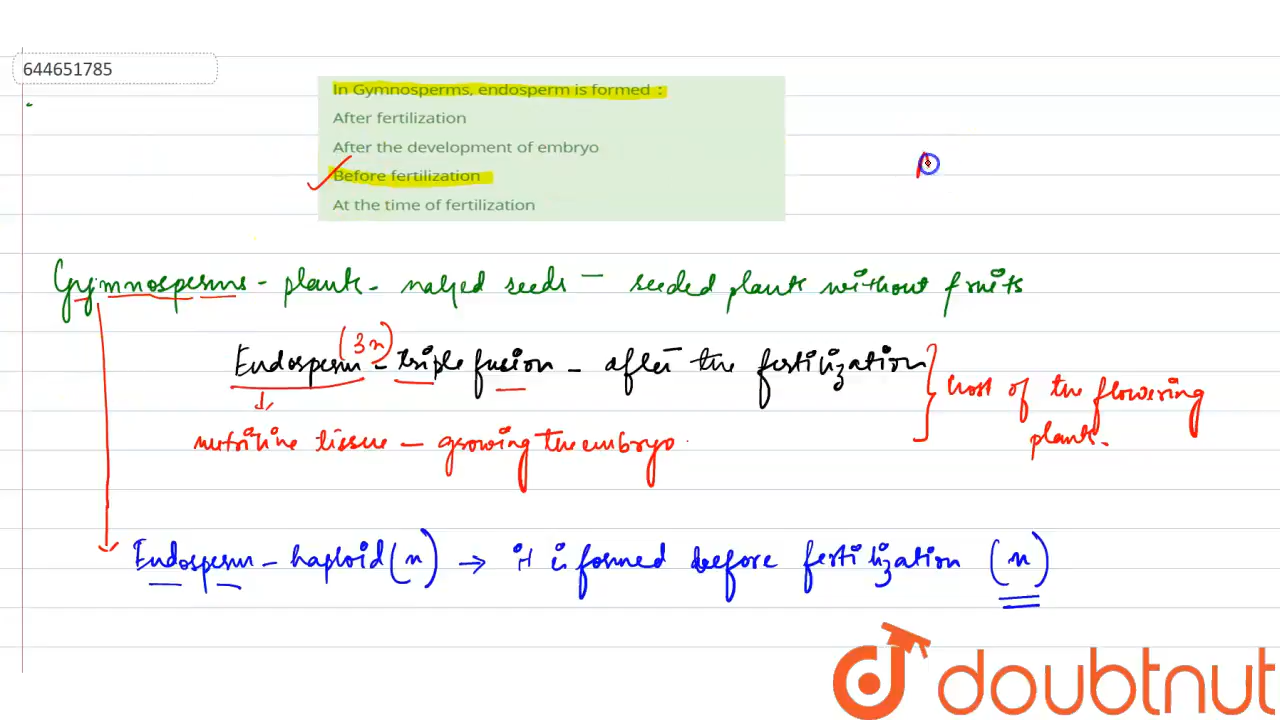 644651785
In Gymnosperms, endosperm is formed :
After fertilization
After the development of embryo
Before fertilization
At the time of fertilization
Gymnosperms - plants - naked seeds - seeded plants without fruits
(3n)
Endosperm - triple fusion - after the fertilization
most of the flowering plants.
nutritine tissue - growing the embryo
Endosperm - haploid (n) → it is formed before fertilization (n)
doubtnut